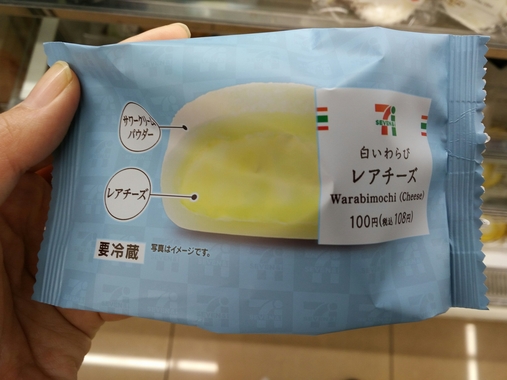 サワークリーム
パウダー
レアチーズ
要冷蔵
写真はイメージです。
白いわらび
レアチーズ
Warabimochi (Cheese)
100円(税込108円)